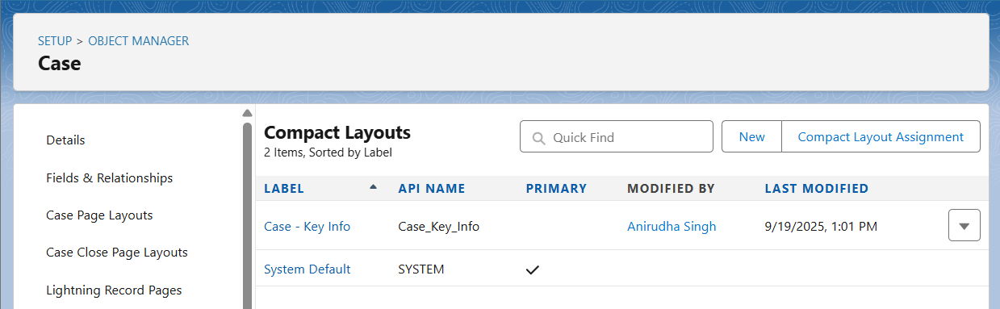 SETUP > OBJECT MANAGER
Case
Details
Fields & Relationships
Case Page Layouts
Case Close Page Layouts
Lightning Record Pages
Compact Layouts
2 Items, Sorted by Label
Quick Find
New
Compact Layout Assignment
LABEL API NAME PRIMARY MODIFIED BY LAST MODIFIED
Case - Key Info Case_Key_Info Anirudha Singh 9/19/2025, 1:01 PM
System Default SYSTEM